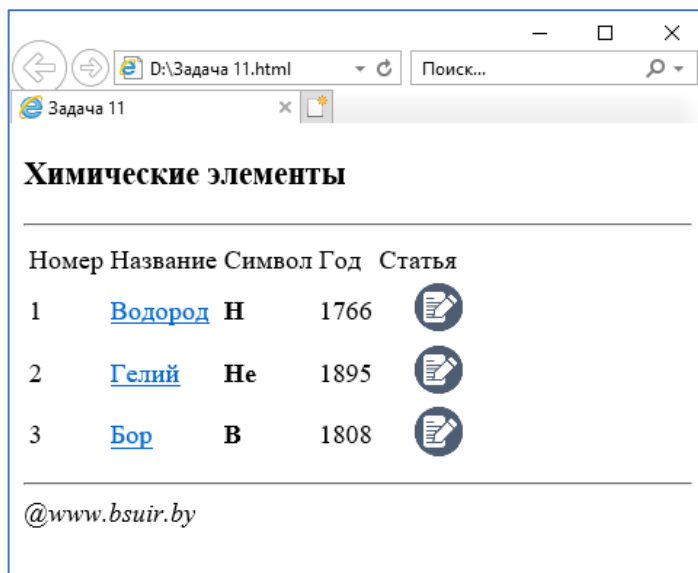 D:\Задача 11.html
Поиск...
Задача 11
Химические элементы
Номер Название Символ Год Статья
1 Водород H 1766
2 Гелий He 1895
3 Бор B 1808
@www.bsuir.by